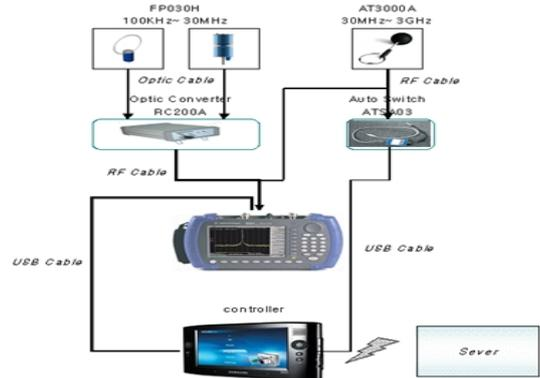 FP030H
100KHz~ 30MHz
AT3000A
30MHz~ 3GHz
Optic Cable
RF Cable
Optic Converter
RC200A
Auto Switch
ATSA03
RF Cable
USB Cable
USB Cable
controller
Sever